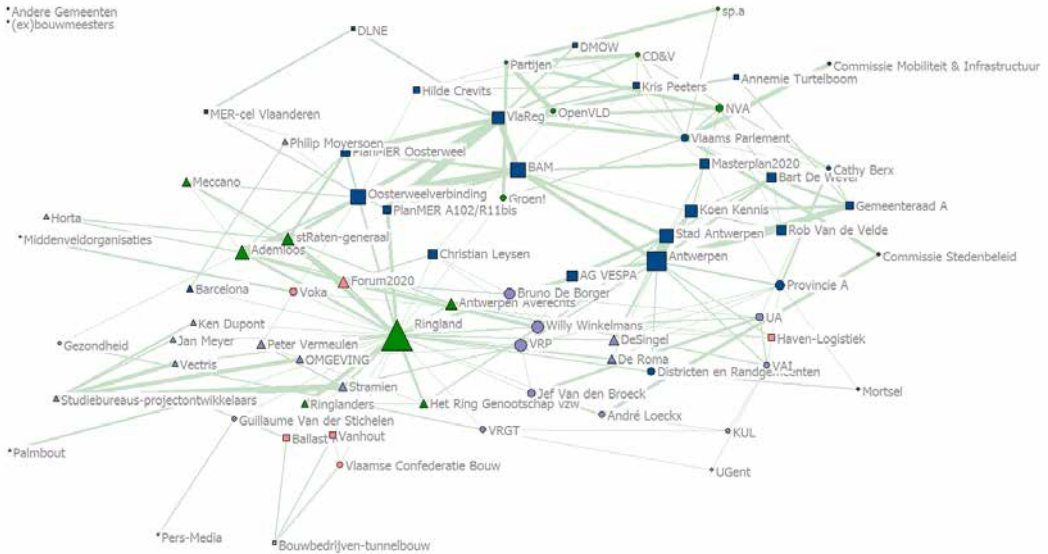 Andere Gemeenten
(ex)bouwmeesters
sp.a
DLNE
DMOW
CD&V
Partijen
Commissie Mobiliteit & Infrastructuur
Annemie Turtelboom
Hilde Crevits
Kris Peeters
MER-cel Vlaanderen
VlaReg
OpenVLD
NVA
Philip Moyersoen
Vlaams Parlement
PlanMER Oosterweel
BAM
Masterplan2020
Cathy Berx
Bart De Wever
Meccano
Oosterweelverbinding
Groen!
PlanMER A102/R11bis
Koen Kennis
Gemeenteraad A
Horta
Rob Van de Velde
Middenveldorganisaties
stRaten-generaal
Stad Antwerpen
Ademloos
Christian Leysen
Antwerpen
Commissie Stedenbeleid
AG VESPA
Forum2020
Provincie A
Barcelona
Voka
Bruno De Borger
Antwerpen Averechts
UA
Ken Dupont
Ringland
Willy Winkelmans
Gezondheid
Jan Meyer
Peter Vermeulen
VRP
DeSingel
Haven-Logistiek
Vectris
OMGEVING
De Roma
VAI
Districten en Randgemeenten
Stramien
Jef Van den Broeck
Mortsel
Studiebureaus-projectontwikkelaars
Ringlanders
Het Ring Genootschap vzw
Guillaume Van der Stichelen
André Loeckx
VRGT
KUL
Ballast
Vanhout
Palmbout
Vlaamse Confederatie Bouw
UGent
Pers-Media
Bouwbedrijven-tunnelbouw